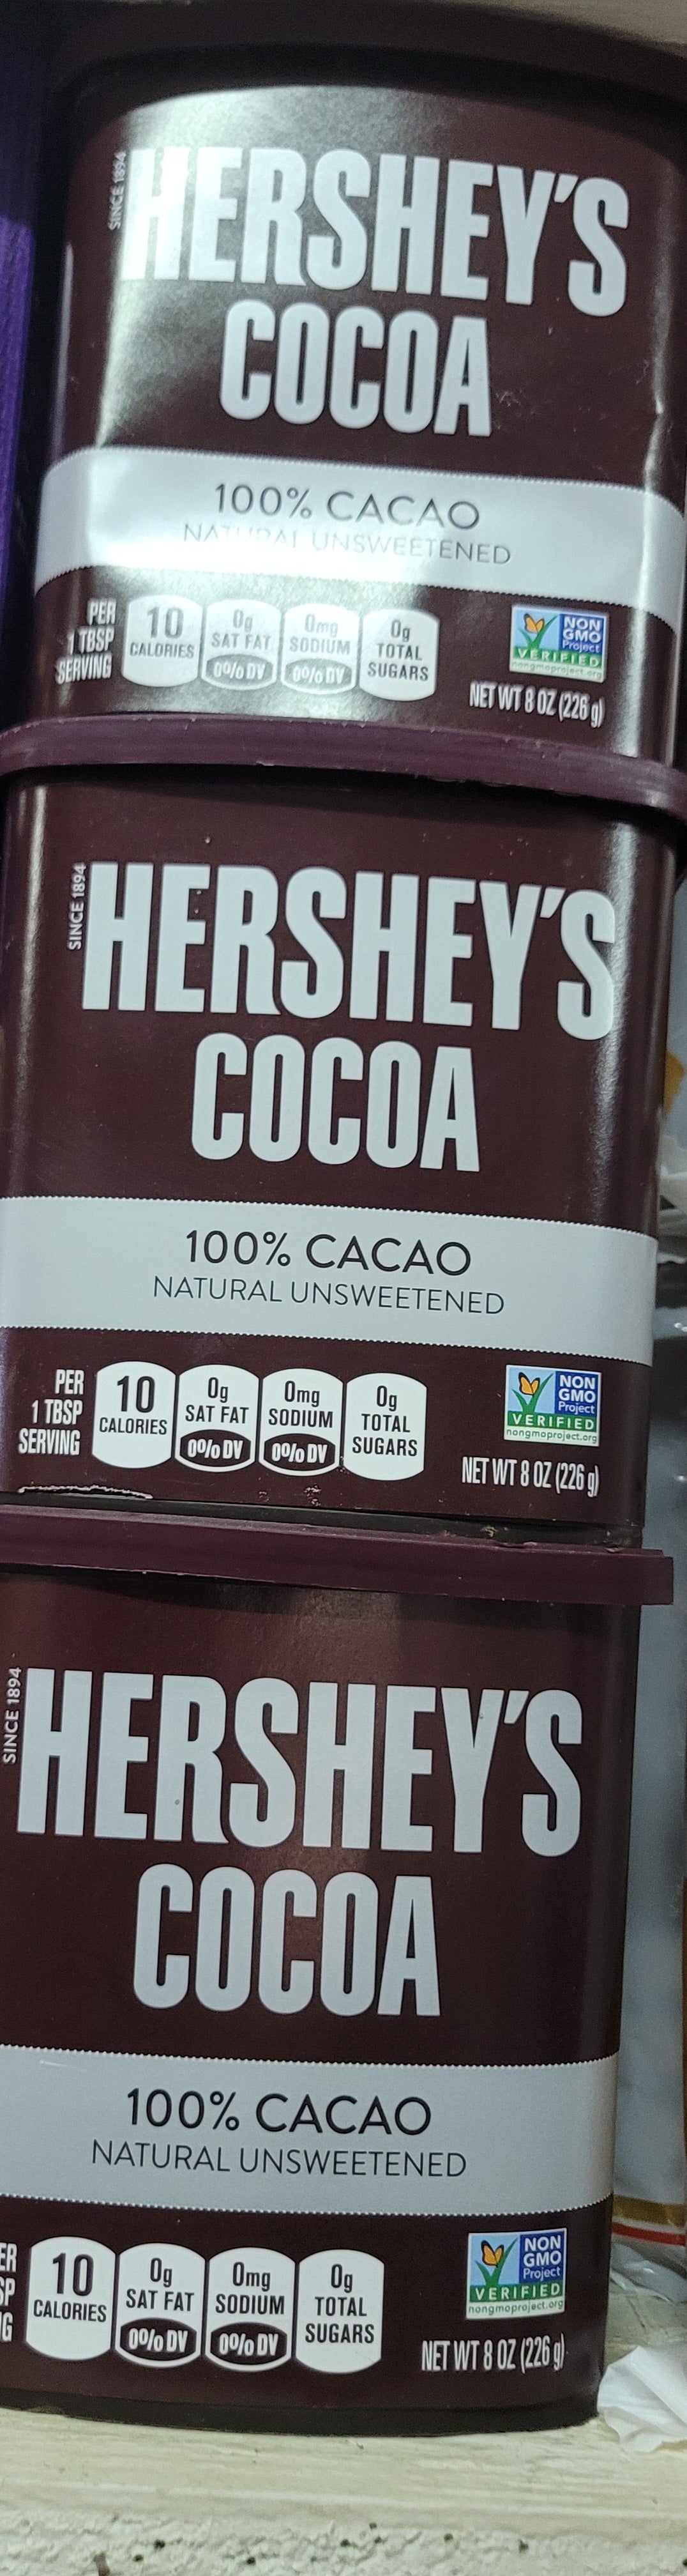 SINCE 1894
HERSHEY'S
COCOA
100% CACAO
NATURAL UNSWEETENED
PER
1 TBSP
SERVING
10
CALORIES
0g
SAT FAT
0% DV
0mg
SODIUM
0% DV
0g
TOTAL
SUGARS
NON
GMO
Project
VERIFIED
nongmoproject.org
NET WT 8 OZ (226 g)
SINCE 1894
HERSHEY'S
COCOA
100% CACAO
NATURAL UNSWEETENED
PER
1 TBSP
SERVING
10
CALORIES
0g
SAT FAT
0% DV
0mg
SODIUM
0% DV
0g
TOTAL
SUGARS
NON
GMO
Project
VERIFIED
nongmoproject.org
NET WT 8 OZ (226 g)
SINCE 1894
HERSHEY'S
COCOA
100% CACAO
NATURAL UNSWEETENED
ER
SP
G
10
CALORIES
0g
SAT FAT
0% DV
0mg
SODIUM
0% DV
0g
TOTAL
SUGARS
NON
GMO
Project
VERIFIED
nongmoproject.org
NET WT 8 OZ (226 g)